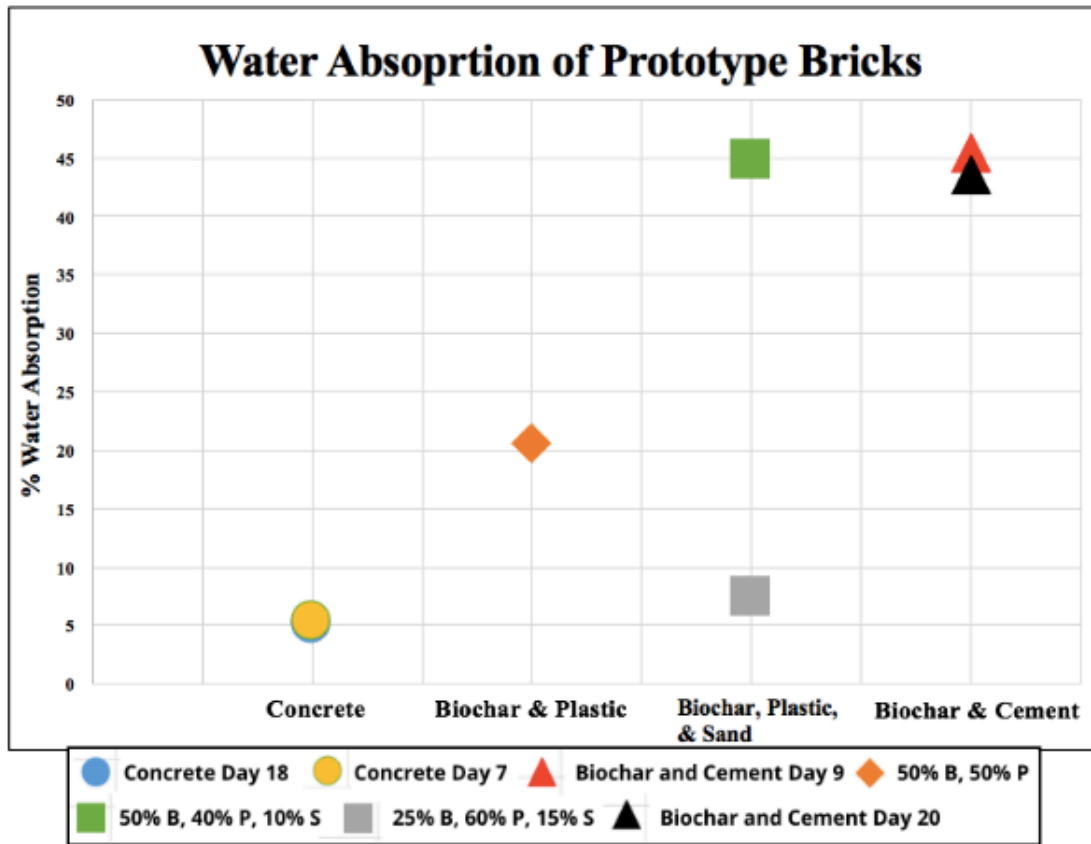 Water Absoprtion of Prototype Bricks
50
45
40
35
30
25
20
15
10
5
0
% Water Absorption
Concrete
Biochar & Plastic
Biochar, Plastic,
& Sand
Biochar & Cement
Concrete Day 18
Concrete Day 7
Biochar and Cement Day 9
50% B, 50% P
50% B, 40% P, 10% S
25% B, 60% P, 15% S
Biochar and Cement Day 20